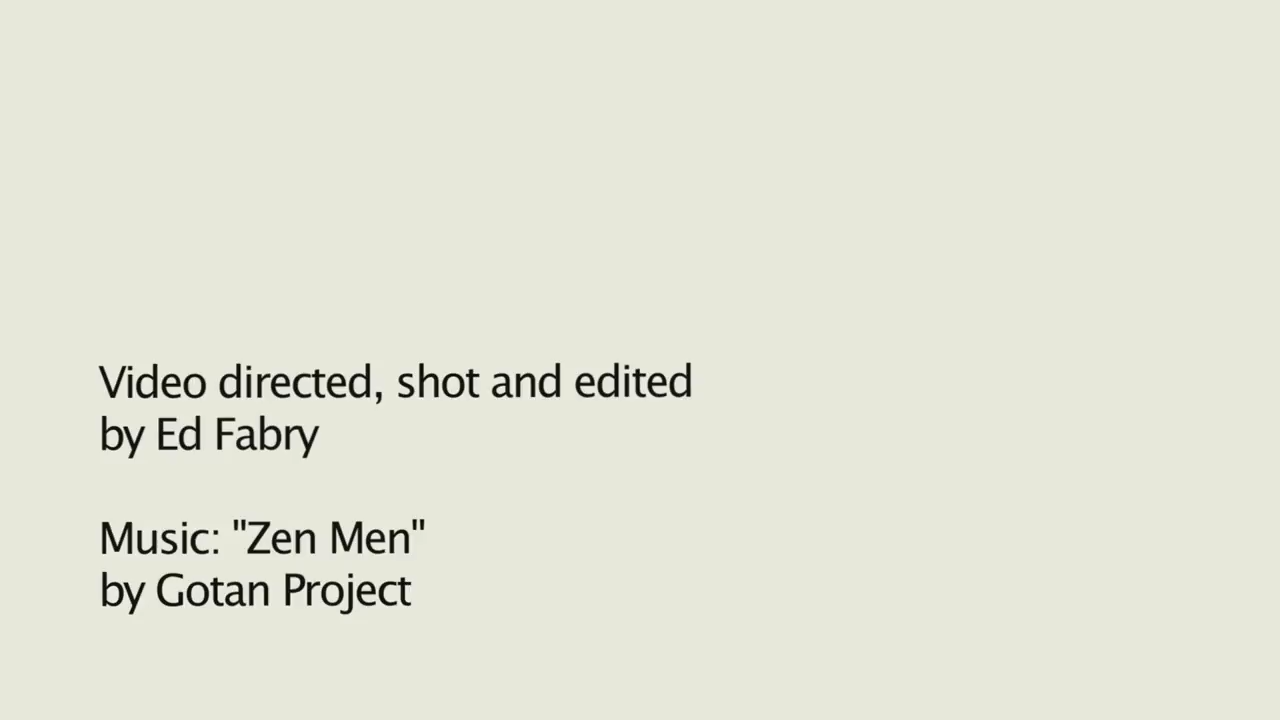 Video directed, shot and edited
by Ed Fabry
Music: "Zen Men"
by Gotan Project